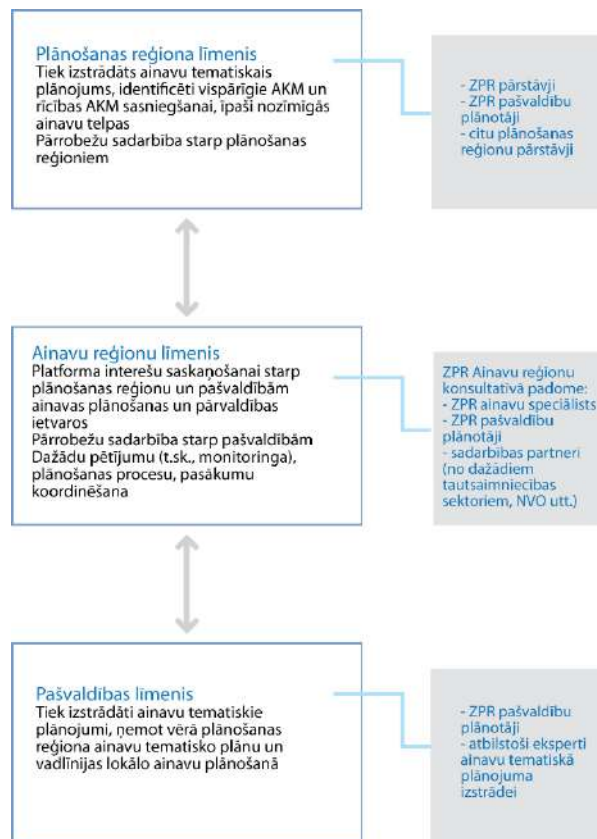 Plānošanas reģiona līmenis
Tiek izstrādāts ainavu tematiskais
plānojums, identificēti vispārīgie AKM un
rīcības AKM sasniegšanai, īpaši nozīmīgās
ainavu telpas
Pārrobežu sadarbība starp plānošanas
reģioniem
- ZPR pārstāvji
- ZPR pašvaldību
plānotāji
- citu plānošanas
reģionu pārstāvji
Ainavu reģionu līmenis
Platforma interešu saskaņošanai starp
plānošanas reģionu un pašvaldībām
ainavas plānošanas un pārvaldības
ietvaros
Pārrobežu sadarbība starp pašvaldībām
Dažādu pētījumu (t.sk., monitoringa),
plānošanas procesu, pasākumu
koordinēšana
ZPR Ainavu reģionu
konsultatīvā padome:
- ZPR ainavu speciālists
- ZPR pašvaldību
plānotāji
- sadarbības partneri
(no dažādiem
tautsaimniecības
sektoriem, NVO utt.)
Pašvaldības līmenis
Tiek izstrādāti ainavu tematiskie
plānojumi, ņemot vērā plānošanas
reģiona ainavu tematisko plānu un
vadlīnijas lokālo ainavu plānošanā
- ZPR pašvaldību
plānotāji
- atbilstoši eksperti
ainavu tematiskā
plānojuma
izstrādei